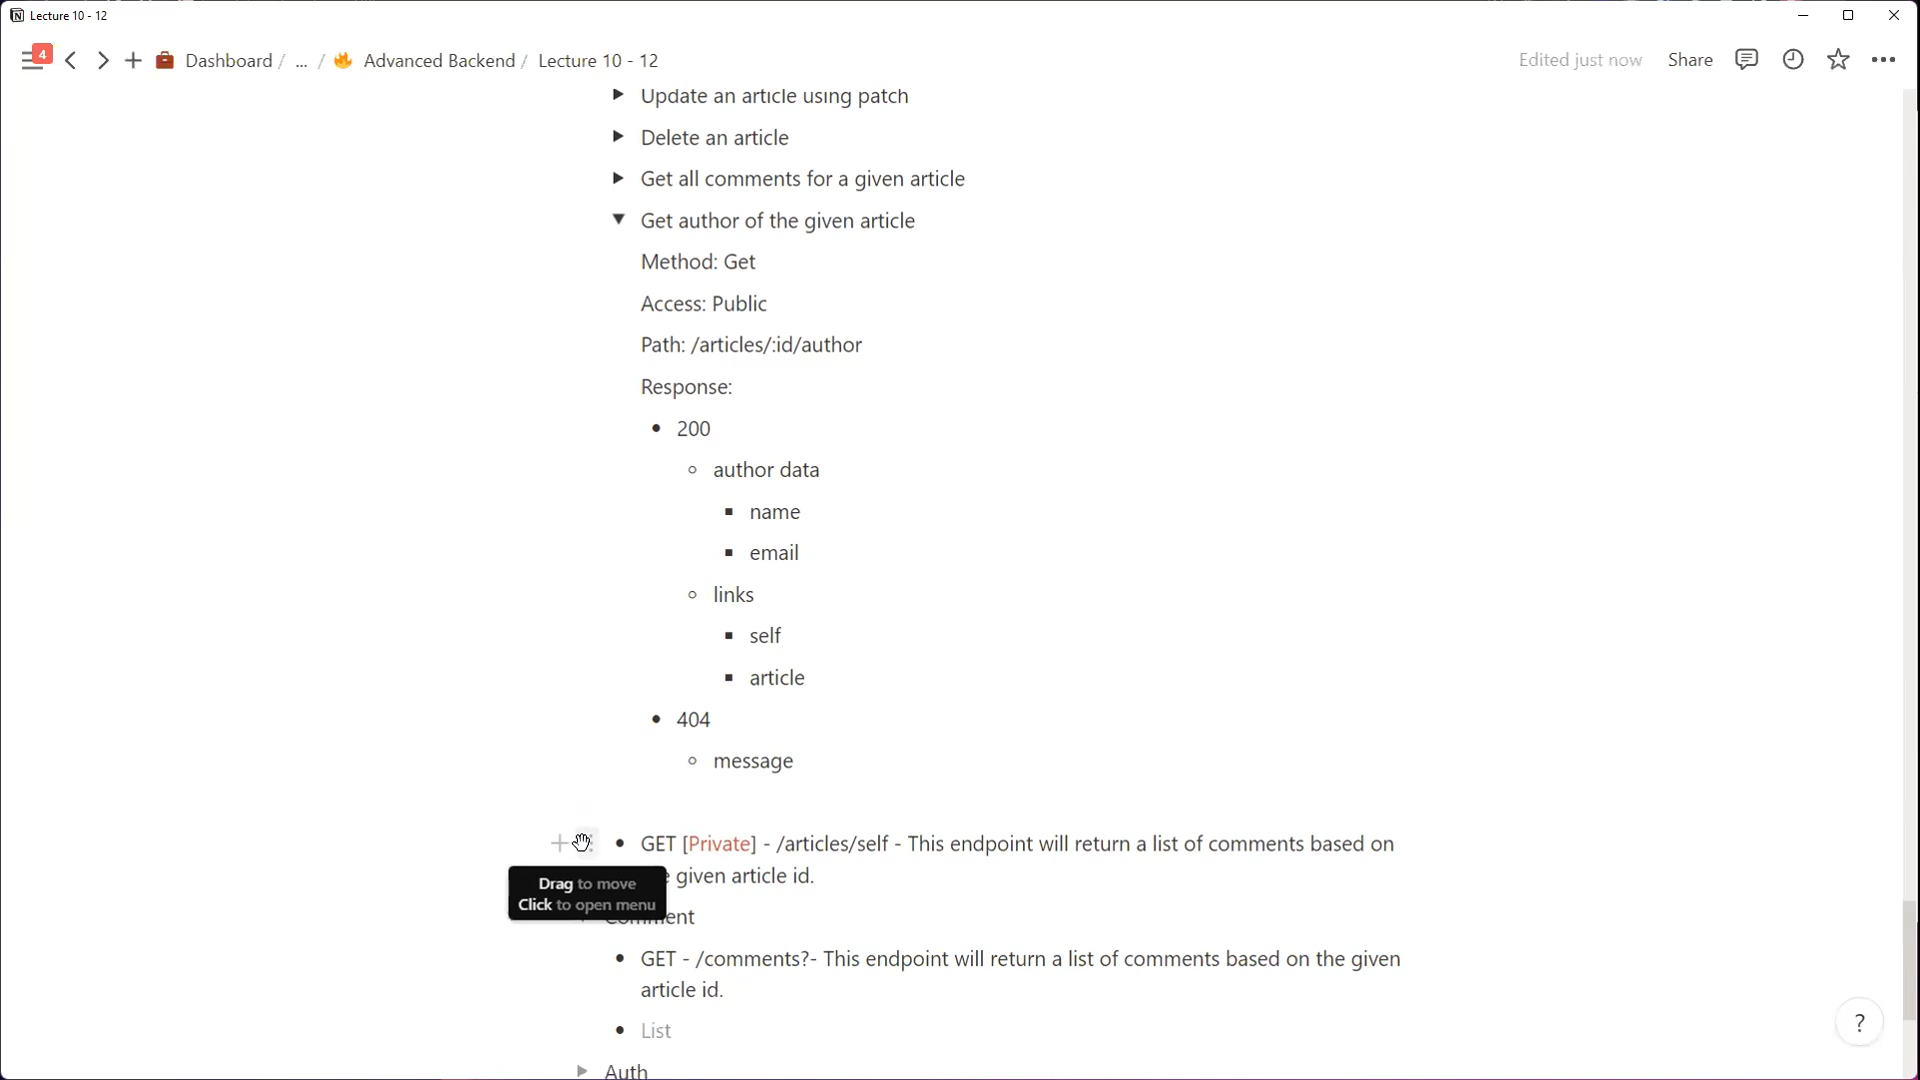 Lecture 10 - 12
4
Dashboard / ... / Advanced Backend / Lecture 10 - 12
Edited just now
Share
Update an article using patch
Delete an article
Get all comments for a given article
Get author of the given article
Method: Get
Access: Public
Path: /articles/:id/author
Response:
200
author data
name
email
links
self
article
404
message
GET [Private] - /articles/self - This endpoint will return a list of comments based on
given article id.
Drag to move
Click to open menu
Comment
GET - /comments?- This endpoint will return a list of comments based on the given
article id.
List
?
Auth